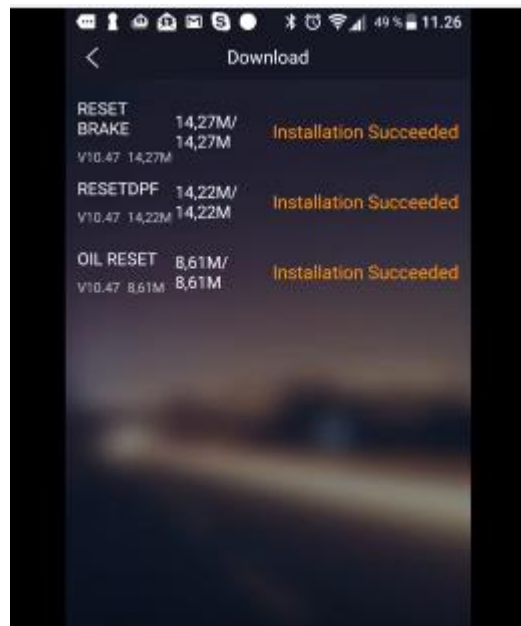 49% 11.26
Download
RESET
BRAKE
14,27M/
14,27M
Installation Succeeded
V10.47 14,27M
RESETDPF
14,22M/
14,22M
Installation Succeeded
V10.47 14,22M
OIL RESET
8,61M/
8,61M
Installation Succeeded
V10.47 8,61M